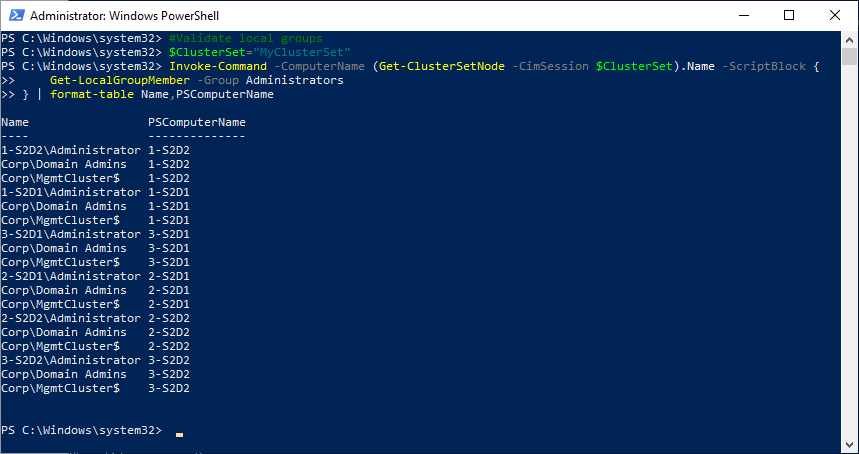 Administrator: Windows PowerShell
PS C:\Windows\system32> #Validate local groups
PS C:\Windows\system32> $ClusterSet="MyClusterSet"
PS C:\Windows\system32> Invoke-Command -ComputerName (Get-ClusterSetNode -CimSession $ClusterSet).Name -ScriptBlock {
>>     Get-LocalGroupMember -Group Administrators
>> } | format-table Name,PSComputerName
Name                 PSComputerName
----                 --------------
1-S2D2\Administrator 1-S2D2
Corp\Domain Admins   1-S2D2
Corp\MgmtCluster$    1-S2D2
1-S2D1\Administrator 1-S2D1
Corp\Domain Admins   1-S2D1
Corp\MgmtCluster$    1-S2D1
3-S2D1\Administrator 3-S2D1
Corp\Domain Admins   3-S2D1
Corp\MgmtCluster$    3-S2D1
2-S2D1\Administrator 2-S2D1
Corp\Domain Admins   2-S2D1
Corp\MgmtCluster$    2-S2D1
2-S2D2\Administrator 2-S2D2
Corp\Domain Admins   2-S2D2
Corp\MgmtCluster$    2-S2D2
3-S2D2\Administrator 3-S2D2
Corp\Domain Admins   3-S2D2
Corp\MgmtCluster$    3-S2D2
PS C:\Windows\system32>